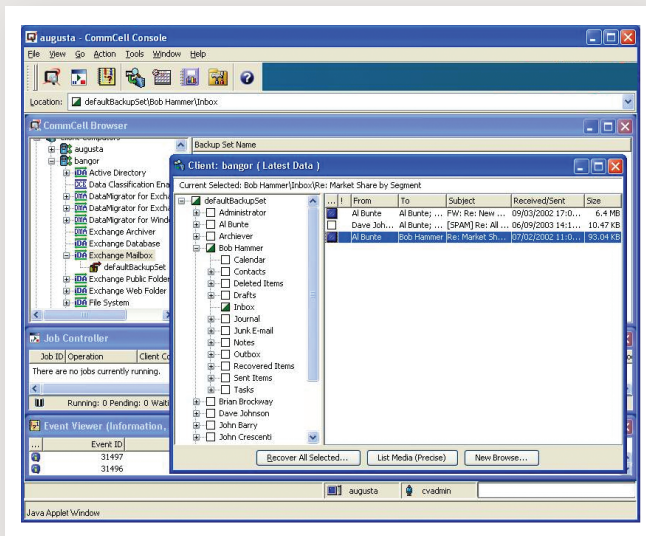 augusta - CommCell Console
File View Go Action Tools Window Help
Location: defaultBackupSet\Bob Hammer\Inbox
CommCell Browser
augusta
bangor
Active Directory
Data Classification Ena
DataMigrator for Excha
DataMigrator for Excha
DataMigrator for Windo
Exchange Archiver
Exchange Database
Exchange Mailbox
defaultBackupSet
Exchange Public Folder
Exchange Web Folder
File System
Backup Set Name
Client: bangor ( Latest Data )
Current Selected: Bob Hammer\Inbox\Re: Market Share by Segment
defaultBackupSet
Administrator
Al Bunte
Archiever
Bob Hammer
Calendar
Contacts
Deleted Items
Drafts
Inbox
Journal
Junk E-mail
Notes
Outbox
Recovered Items
Sent Items
Tasks
Brian Brockway
Dave Johnson
John Barry
John Crescenti
... ! From To Subject Received/Sent Size
Al Bunte Al Bunte; ... FW: Re: New ... 09/03/2002 17:0... 6.4 MB
Dave Joh... Al Bunte; ... [SPAM] Re: All ... 06/09/2003 14:1... 10.47 KB
Al Bunte Bob Hammer Re: Market Sh... 07/02/2002 11:0... 93.04 KB
Recover All Selected... List Media (Precise) New Browse...
Job Controller
Job ID Operation Client Co
There are no jobs currently running.
Running: 0 Pending: 0 Waiti
Event Viewer (Information,
... Event ID
31497
31496
augusta cvadmin
Java Applet Window